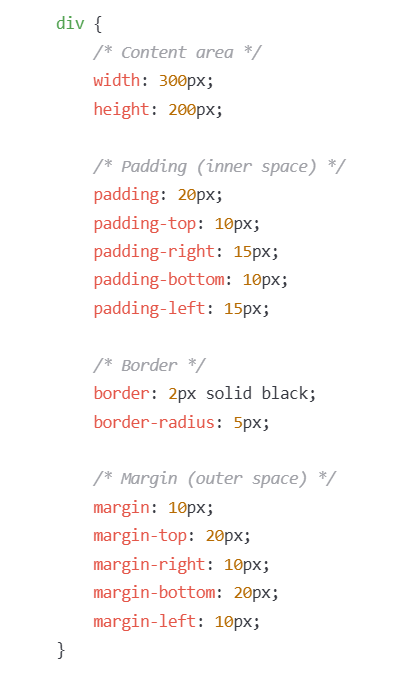 div {
/* Content area */
width: 300px;
height: 200px;
/* Padding (inner space) */
padding: 20px;
padding-top: 10px;
padding-right: 15px;
padding-bottom: 10px;
padding-left: 15px;
/* Border */
border: 2px solid black;
border-radius: 5px;
/* Margin (outer space) */
margin: 10px;
margin-top: 20px;
margin-right: 10px;
margin-bottom: 20px;
margin-left: 10px;
}